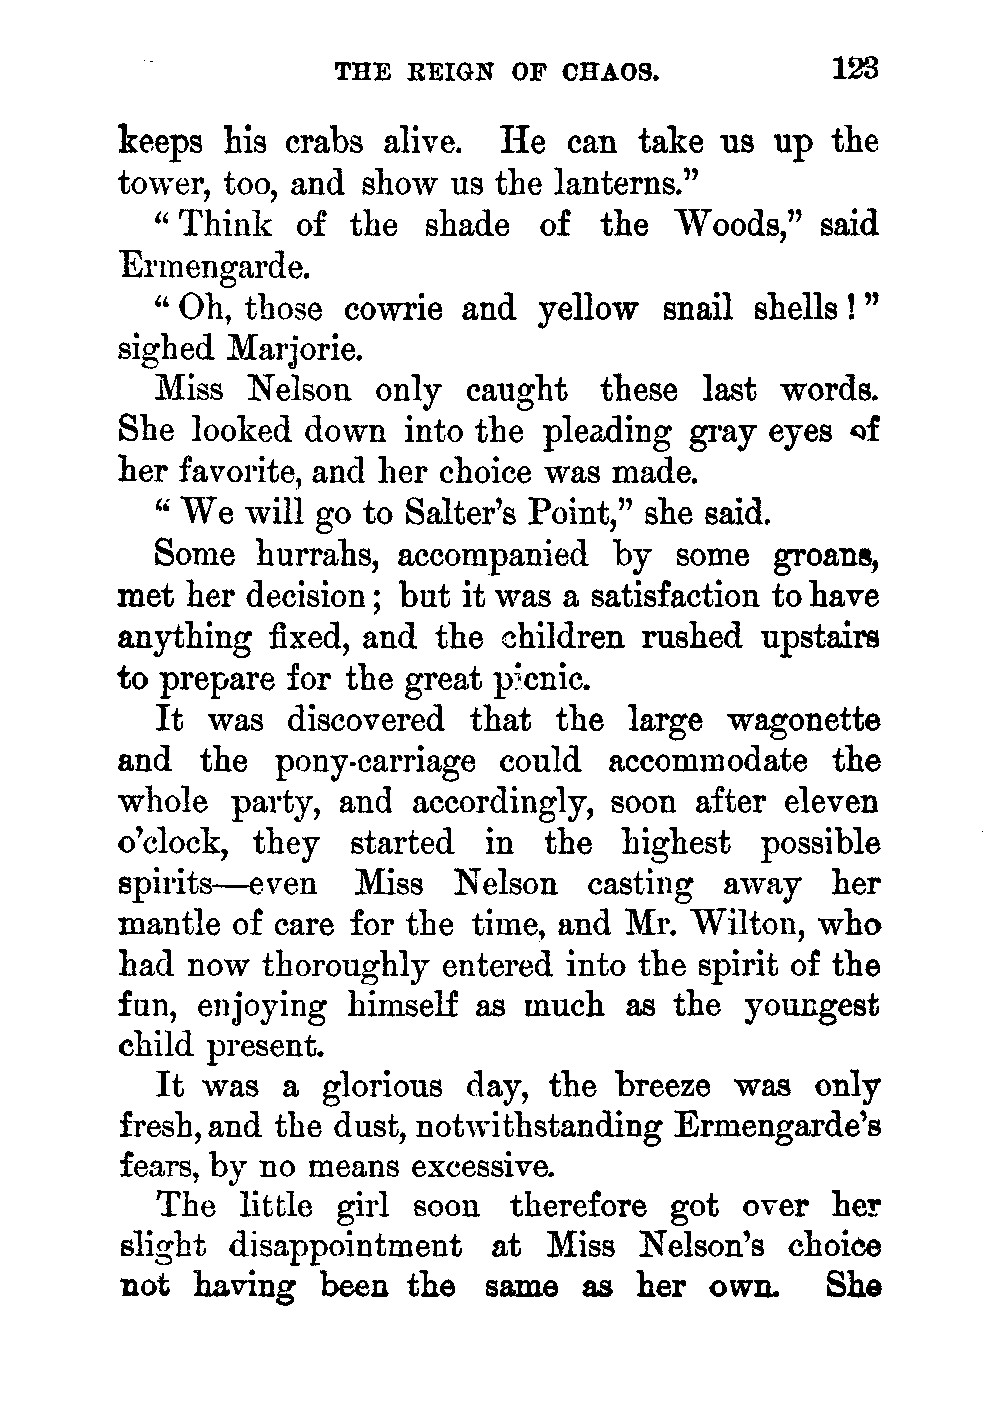 THE REIGN OF CHAOS. 123
keeps his crabs alive. He can take us up the
tower, too, and show us the lanterns.”
“Think of the shade of the Woods,” said
Ermengarde.
“Oh, those cowrie and yellow snail shells!”
sighed Marjorie.
Miss Nelson only caught these last words.
She looked down into the pleading gray eyes of
her favorite, and her choice was made.
“We will go to Salter’s Point,” she said.
Some hurrahs, accompanied by some groans,
met her decision; but it was a satisfaction to have
anything fixed, and the children rushed upstairs
to prepare for the great picnic.
It was discovered that the large wagonette
and the pony-carriage could accommodate the
whole party, and accordingly, soon after eleven
o’clock, they started in the highest possible
spirits—even Miss Nelson casting away her
mantle of care for the time, and Mr. Wilton, who
had now thoroughly entered into the spirit of the
fun, enjoying himself as much as the youngest
child present.
It was a glorious day, the breeze was only
fresh, and the dust, notwithstanding Ermengarde’s
fears, by no means excessive.
The little girl soon therefore got over her
slight disappointment at Miss Nelson’s choice
not having been the same as her own. She